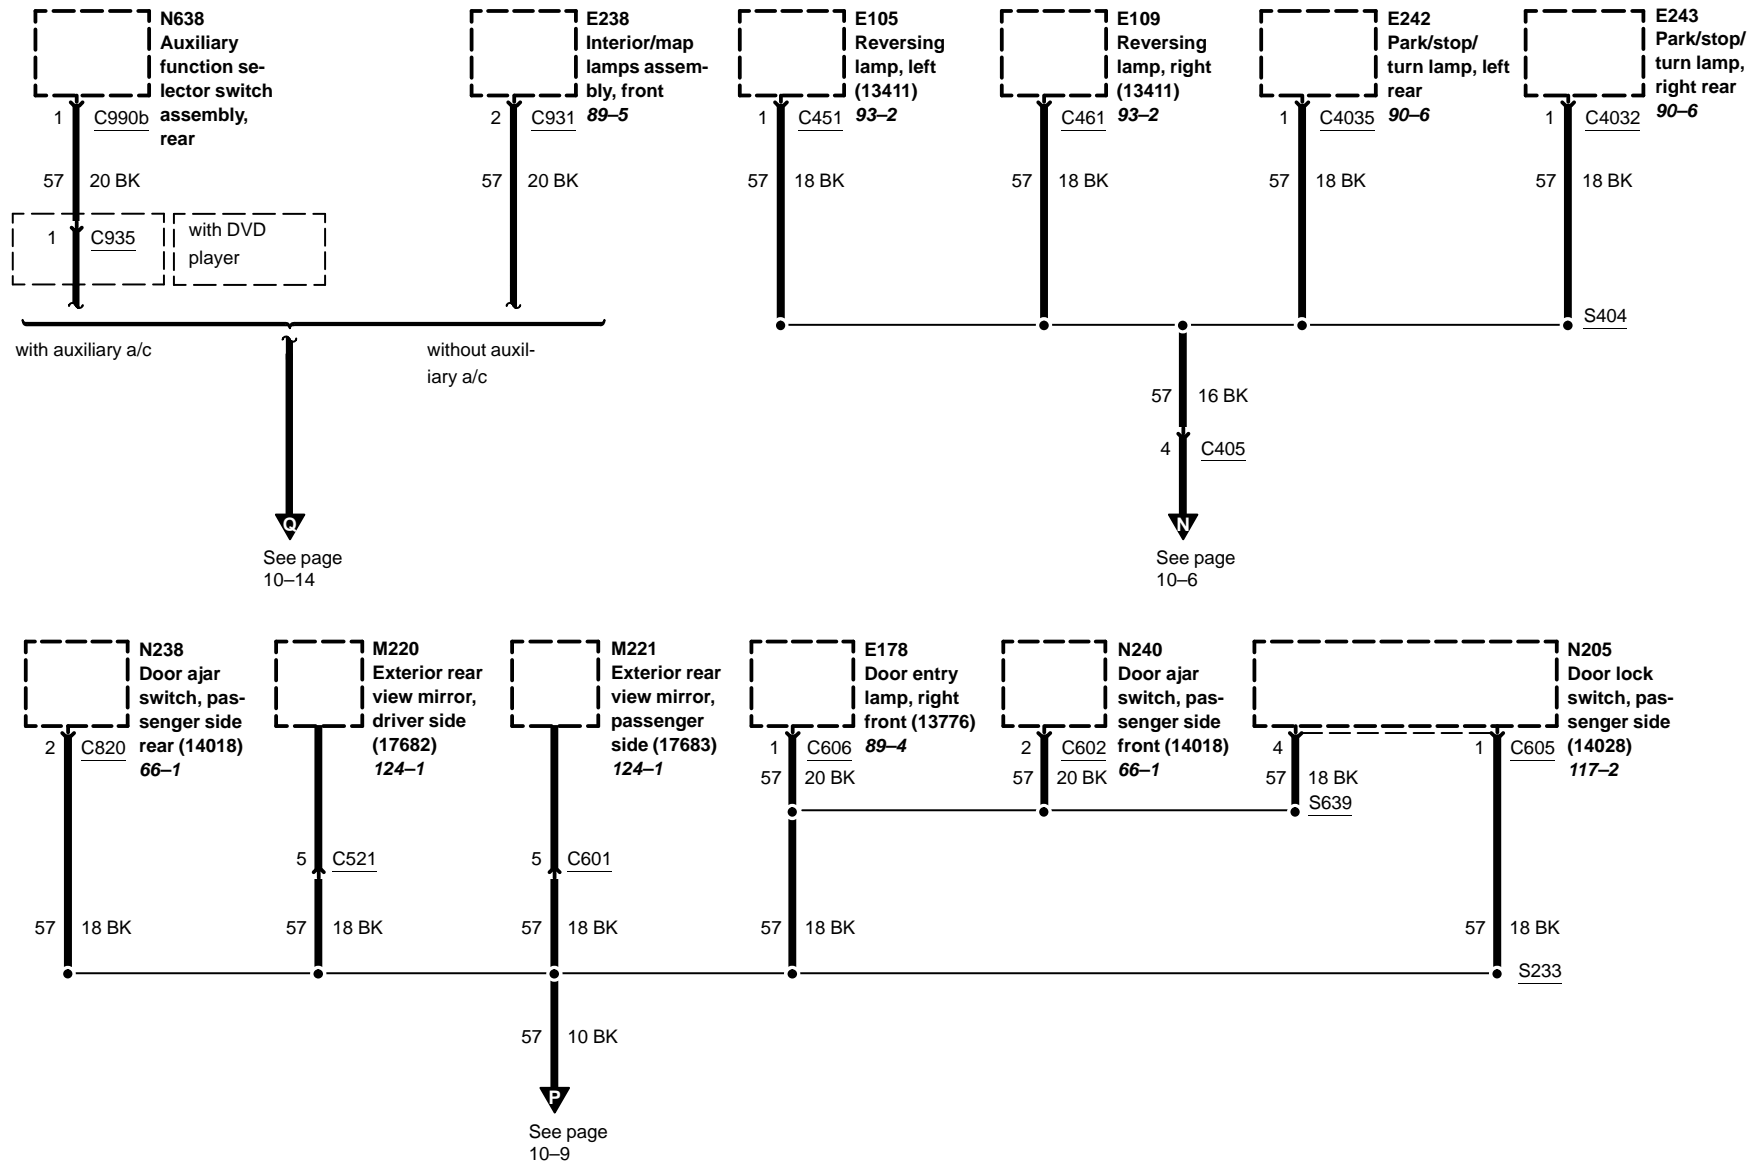 N638
Auxiliary
function se-
lector switch
assembly,
rear
1 C990b
57 20 BK
1 C935
with DVD
player
E238
Interior/map
lamps assem-
bly, front
89–5
2 C931
57 20 BK
with auxiliary a/c
without auxil-
iary a/c
Q
See page
10–14
E105
Reversing
lamp, left
(13411)
93–2
1 C451
57 18 BK
E109
Reversing
lamp, right
(13411)
93–2
C461
57 18 BK
E242
Park/stop/
turn lamp, left
rear
90–6
1 C4035
57 18 BK
E243
Park/stop/
turn lamp,
right rear
90–6
1 C4032
57 18 BK
S404
57 16 BK
4 C405
N
See page
10–6
N238
Door ajar
switch, pas-
senger side
rear (14018)
66–1
2 C820
57 18 BK
M220
Exterior rear
view mirror,
driver side
(17682)
124–1
5 C521
57 18 BK
M221
Exterior rear
view mirror,
passenger
side (17683)
124–1
5 C601
57 18 BK
E178
Door entry
lamp, right
front (13776)
89–4
1 C606
57 20 BK
57 18 BK
N240
Door ajar
switch, pas-
senger side
front (14018)
66–1
2 C602
57 20 BK
N205
Door lock
switch, pas-
senger side
(14028)
117–2
4
1 C605
57 18 BK
S639
57 18 BK
S233
57 10 BK
P
See page
10–9